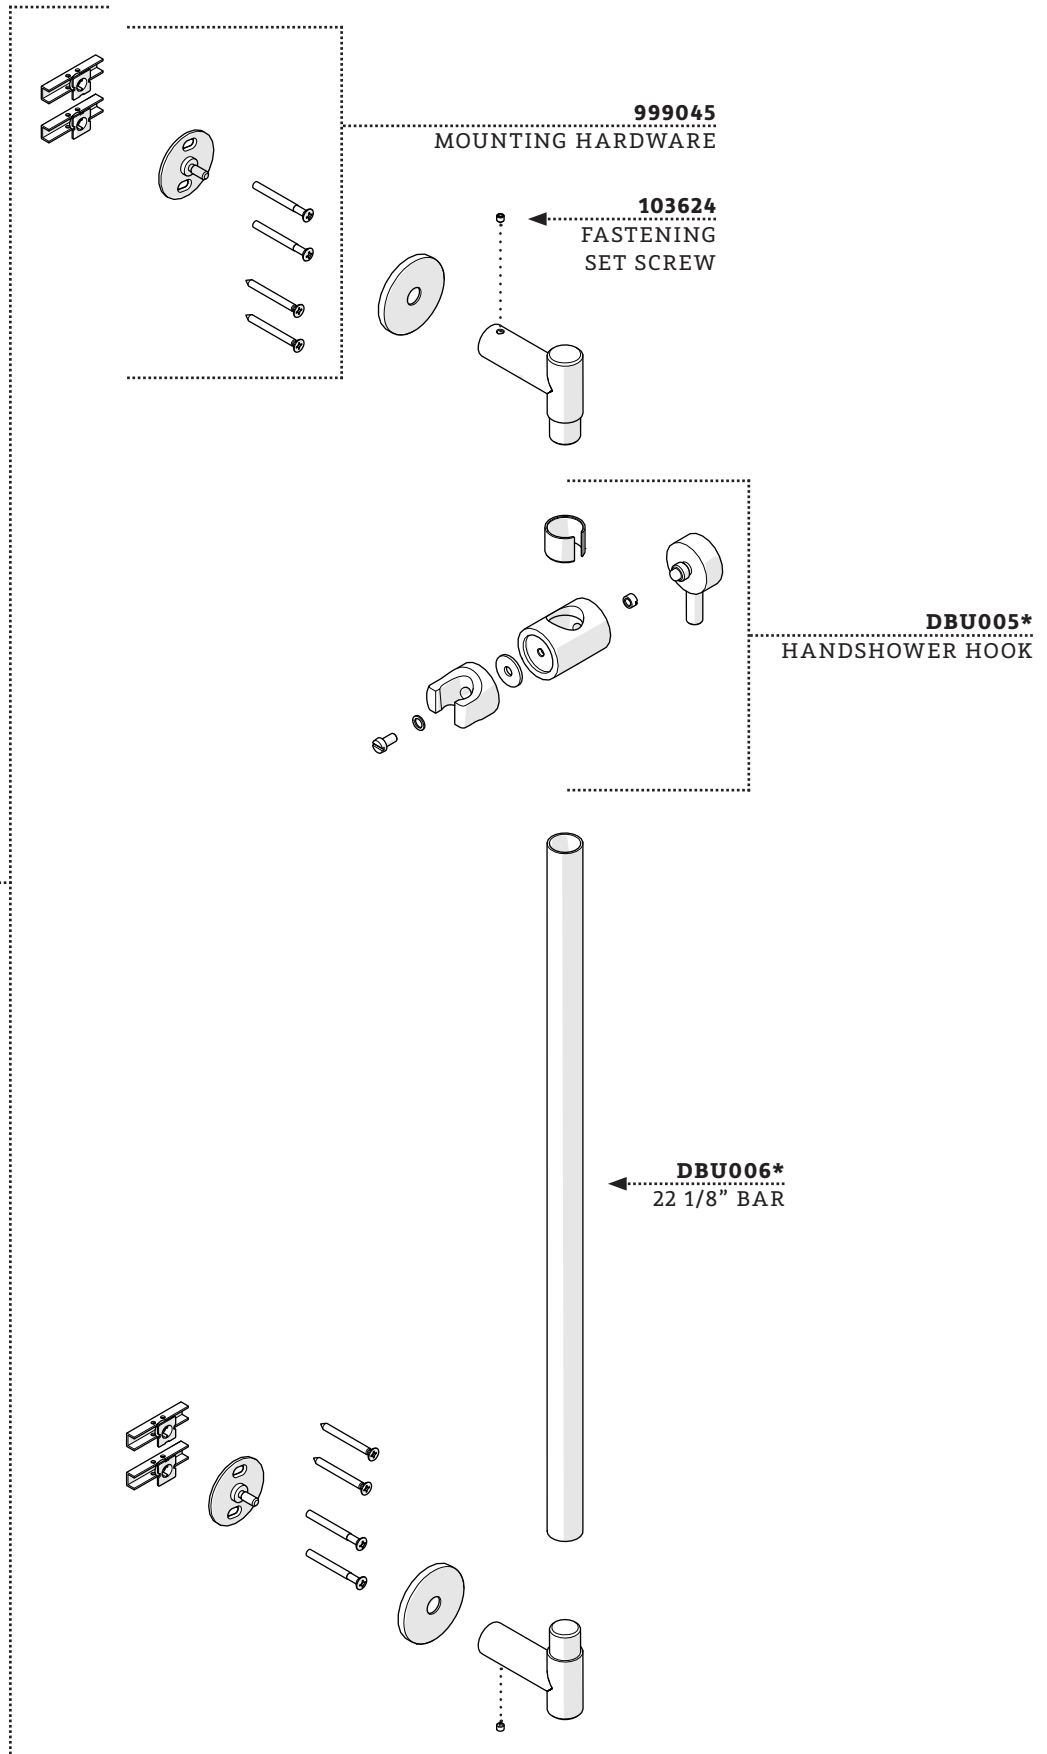 999045
MOUNTING HARDWARE
103624
FASTENING
SET SCREW
DBU005*
HANDSHOWER HOOK
DBU006*
22 1/8” BAR